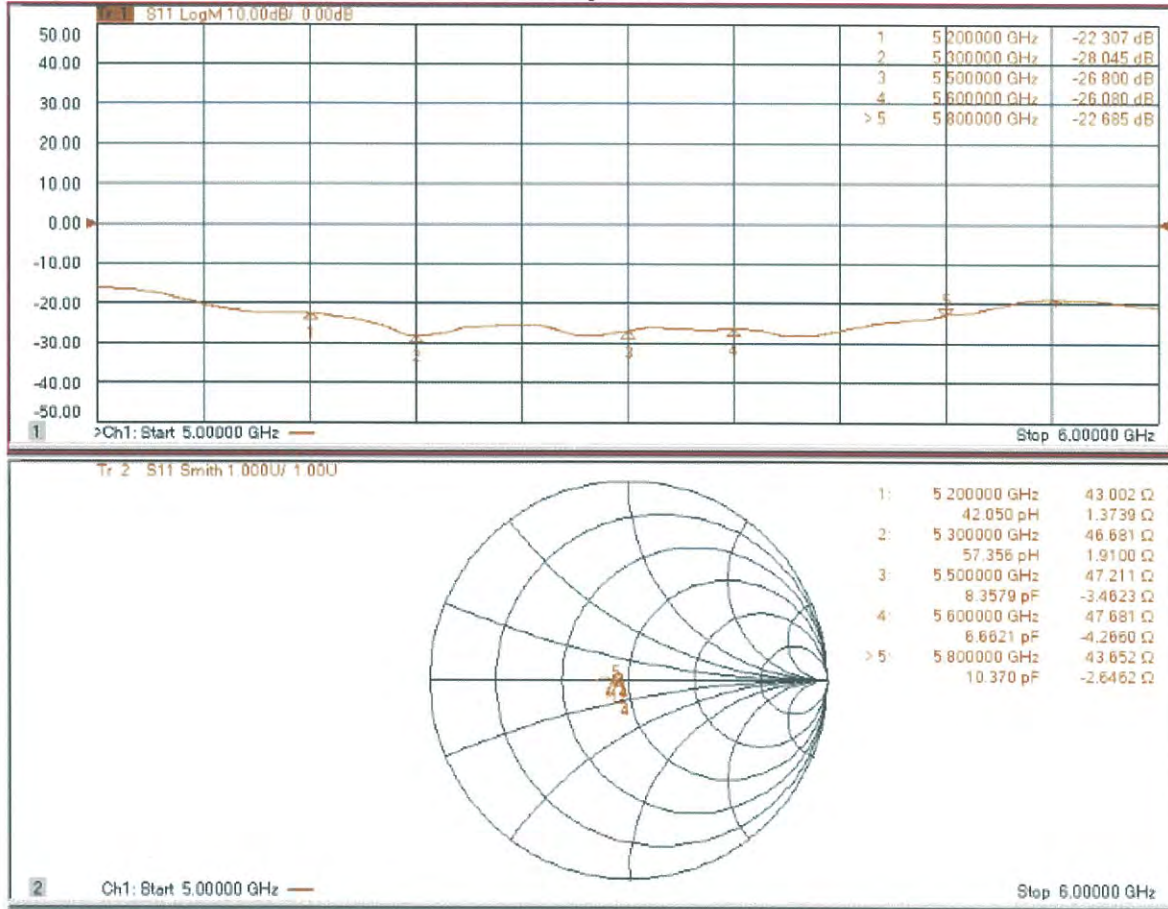 Tr 1 S11 LogM 10.00dB/ 0.00dB
50.00
40.00
30.00
20.00
10.00
0.00
-10.00
-20.00
-30.00
-40.00
-50.00
1 5.200000 GHz -22.307 dB
2 5.300000 GHz -28.045 dB
3 5.500000 GHz -26.800 dB
4: 5.600000 GHz -26.080 dB
> 5 5.800000 GHz -22.685 dB
1
2
3
4
5
1 >Ch1: Start 5.00000 GHz Stop 6.00000 GHz
Tr 2 S11 Smith 1.000U/ 1.00U
1: 5.200000 GHz 43.002 Ω
42.050 pH 1.3739 Ω
2: 5.300000 GHz 46.681 Ω
57.356 pH 1.9100 Ω
3: 5.500000 GHz 47.211 Ω
8.3579 pF -3.4623 Ω
4: 5.600000 GHz 47.681 Ω
6.6621 pF -4.2660 Ω
> 5: 5.800000 GHz 43.652 Ω
10.370 pF -2.6462 Ω
5
4
2 Ch1: Start 5.00000 GHz Stop 6.00000 GHz